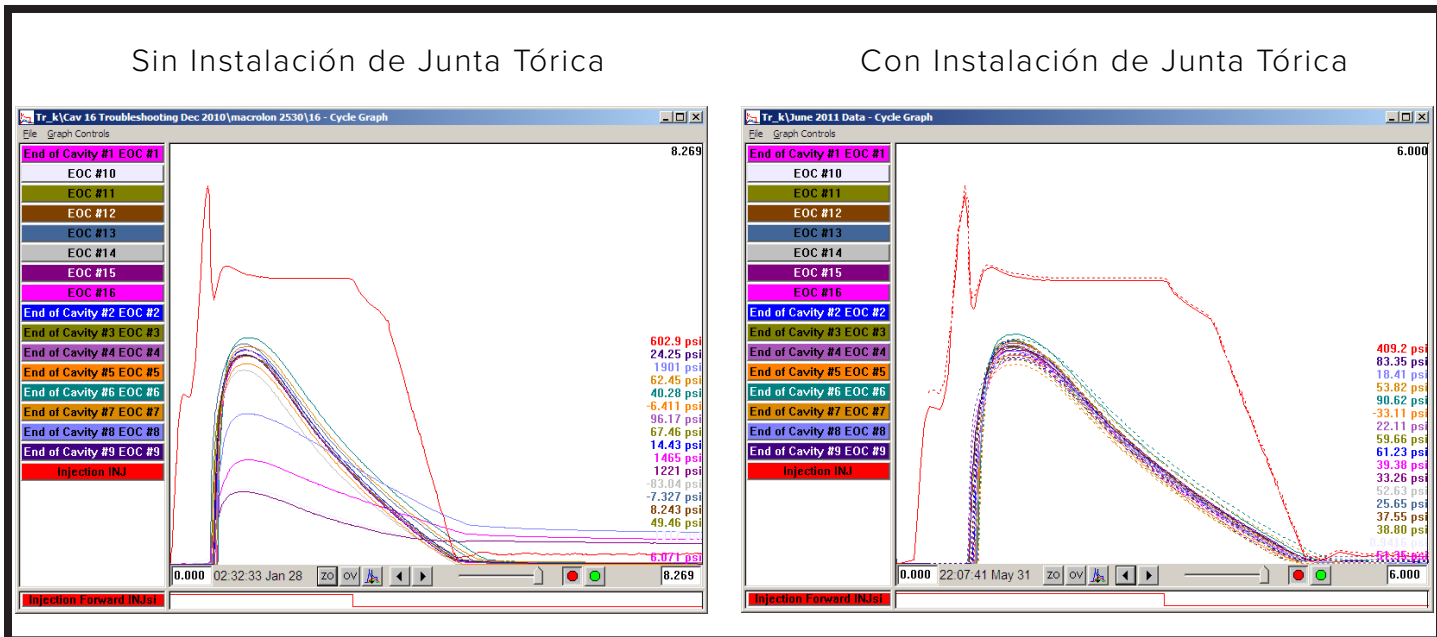 Sin Instalación de Junta Tórica
Tr_k\Cav 16 Troubleshooting Dec 2010\macrolon 2530\16 - Cycle Graph
File Graph Controls
End of Cavity #1 EOC #1
EOC #10
EOC #11
EOC #12
EOC #13
EOC #14
EOC #15
EOC #16
End of Cavity #2 EOC #2
End of Cavity #3 EOC #3
End of Cavity #4 EOC #4
End of Cavity #5 EOC #5
End of Cavity #6 EOC #6
End of Cavity #7 EOC #7
End of Cavity #8 EOC #8
End of Cavity #9 EOC #9
Injection INJ
8.269
602.9 psi
24.25 psi
1901 psi
62.45 psi
40.28 psi
-6.411 psi
96.17 psi
67.46 psi
14.43 psi
1465 psi
1221 psi
-83.04 psi
-7.327 psi
8.243 psi
49.46 psi
6.071 psi
0.000 02:32:33 Jan 28 ZO OV 8.269
Injection Forward INJsi
Con Instalación de Junta Tórica
Tr_k\June 2011 Data - Cycle Graph
File Graph Controls
End of Cavity #1 EOC #1
EOC #10
EOC #11
EOC #12
EOC #13
EOC #14
EOC #15
EOC #16
End of Cavity #2 EOC #2
End of Cavity #3 EOC #3
End of Cavity #4 EOC #4
End of Cavity #5 EOC #5
End of Cavity #6 EOC #6
End of Cavity #7 EOC #7
End of Cavity #8 EOC #8
End of Cavity #9 EOC #9
Injection INJ
6.000
409.2 psi
83.35 psi
18.41 psi
53.82 psi
90.62 psi
-33.11 psi
22.11 psi
59.66 psi
61.23 psi
39.38 psi
33.26 psi
52.63 psi
25.65 psi
37.55 psi
38.80 psi
51.35 psi
0.000 22:07:41 May 31 ZO OV 6.000
Injection Forward INJsi